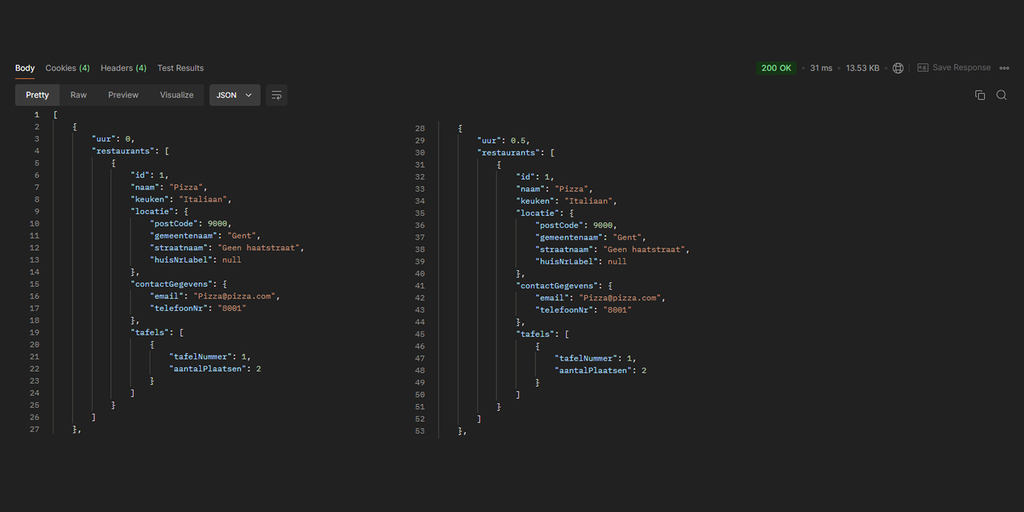 Body Cookies (4) Headers (4) Test Results 200 OK 31 ms 13.53 KB Save Response
Pretty Raw Preview Visualize JSON
1 [
2 {
3 "uur": 0,
4 "restaurants": [
5 {
6 "id": 1,
7 "naam": "Pizza",
8 "keuken": "Italiaan",
9 "locatie": {
10 "postCode": 9000,
11 "gemeentenaam": "Gent",
12 "straatnaam": "Geen haatstraat",
13 "huisNrLabel": null
14 },
15 "contactGegevens": {
16 "email": "Pizza@pizza.com",
17 "telefoonNr": "8001"
18 },
19 "tafels": [
20 {
21 "tafelNummer": 1,
22 "aantalPlaatsen": 2
23 }
24 ]
25 }
26 ]
27 },
28 {
29 "uur": 0.5,
30 "restaurants": [
31 {
32 "id": 1,
33 "naam": "Pizza",
34 "keuken": "Italiaan",
35 "locatie": {
36 "postCode": 9000,
37 "gemeentenaam": "Gent",
38 "straatnaam": "Geen haatstraat",
39 "huisNrLabel": null
40 },
41 "contactGegevens": {
42 "email": "Pizza@pizza.com",
43 "telefoonNr": "8001"
44 },
45 "tafels": [
46 {
47 "tafelNummer": 1,
48 "aantalPlaatsen": 2
49 }
50 ]
51 }
52 ]
53 },